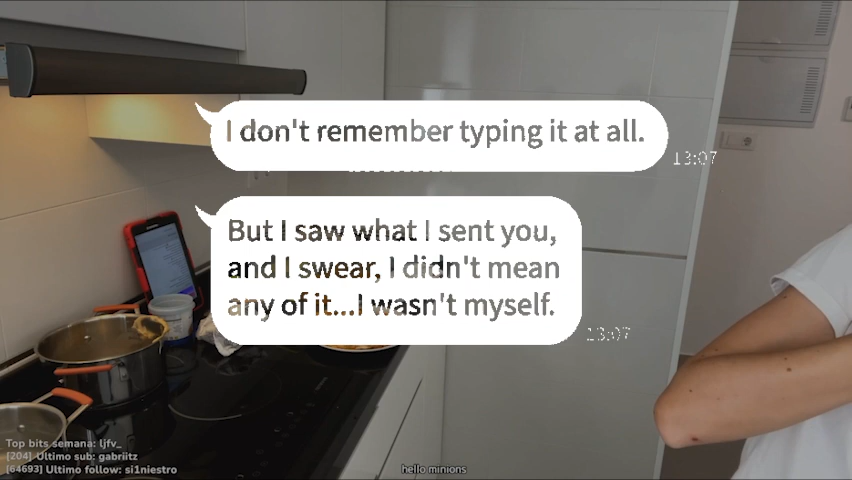 I don't remember typing it at all.
13:07
But I saw what I sent you,
and I swear, I didn't mean
any of it...I wasn't myself.
13:07
Top bits semana: ljfv_
[204] Ultimo sub: gabriitz
[64693] Ultimo follow: si1niestro
hello minions